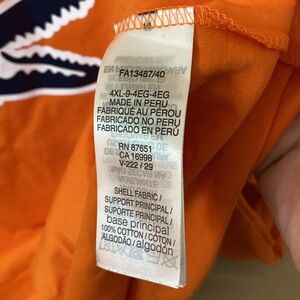 FA13487/40
4XL-9-4EG-4EG
MADE IN PERU
FABRIQUÉ AU PÉROU
FABRICADO NO PERU
FABRICADO EN PERÚ
RN 87651
CA 16998
V-222 / 29
SHELL FABRIC /
SUPPORT PRINCIPAL /
SUPORTE PRINCIPAL /
base principal
100% COTTON / COTON /
ALGODÃO / algodón